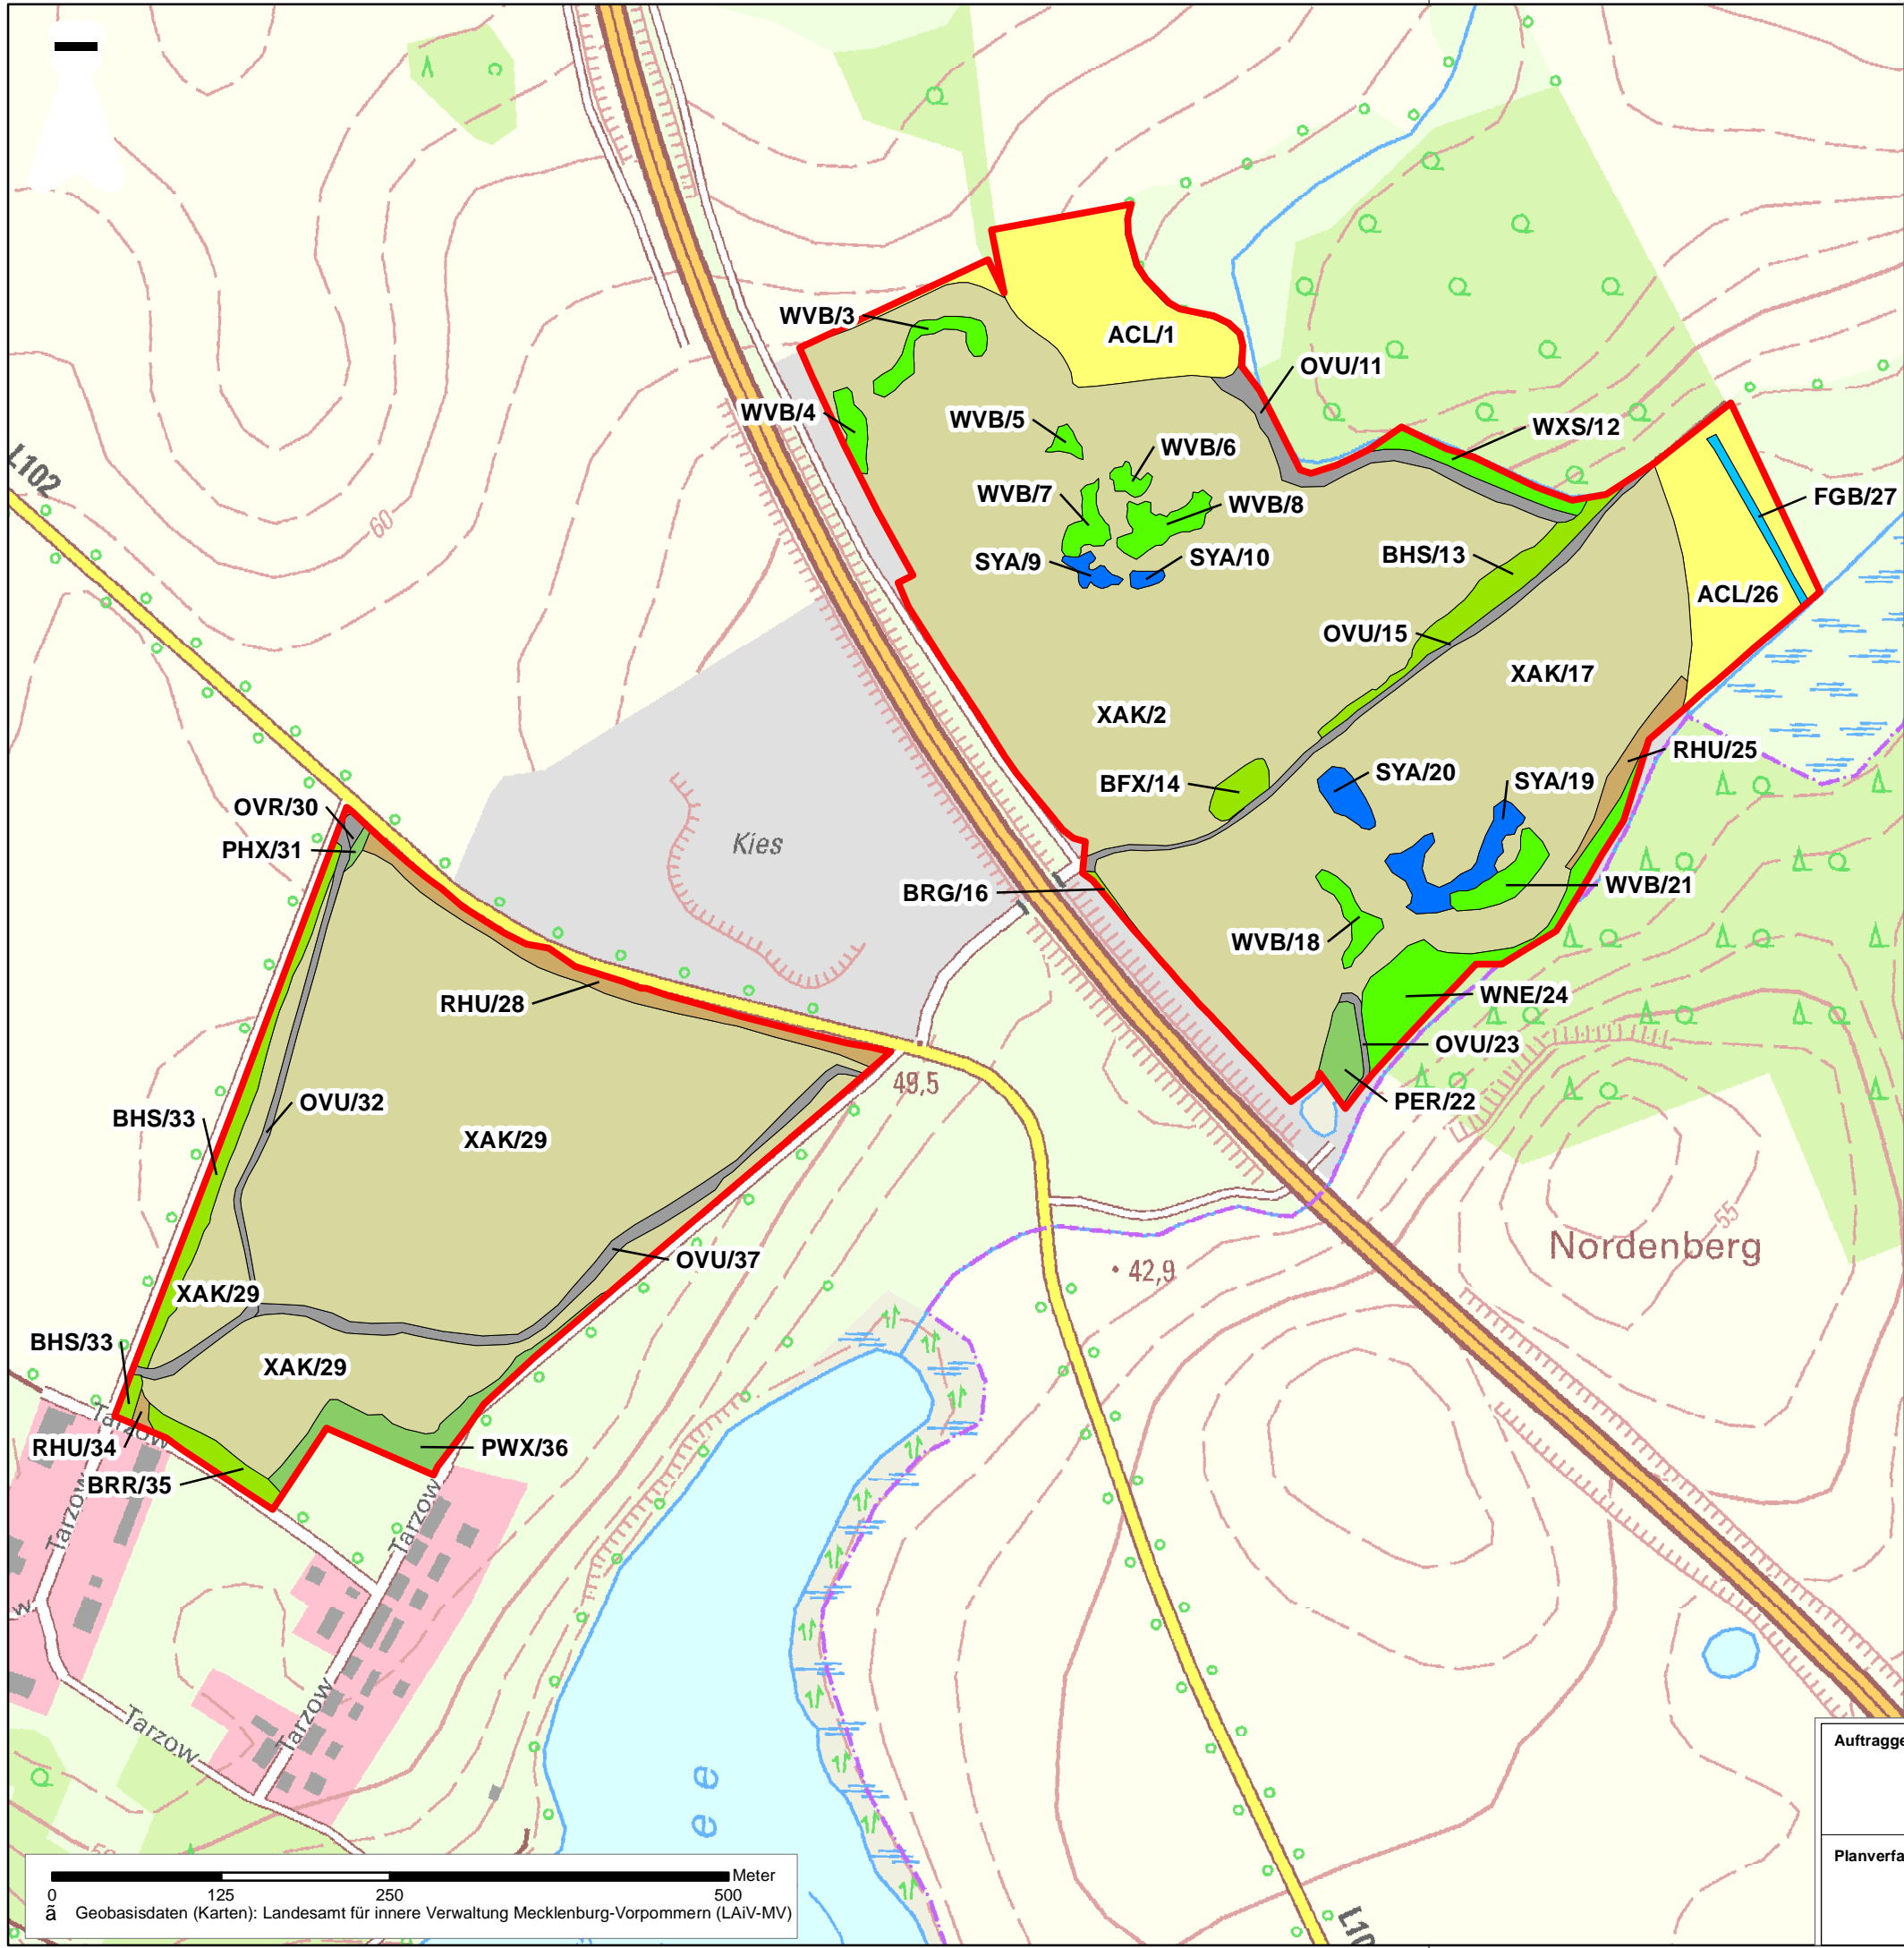 WVB/3
ACL/1
OVU/11
WVB/4
WVB/5
WXS/12
WVB/6
L102
WVB/7
WVB/8
FGB/27
60
SYA/9
SYA/10
BHS/13
ACL/26
OVU/15
XAK/17
XAK/2
RHU/25
SYA/20
SYA/19
BFX/14
OVR/30
Kies
PHX/31
BRG/16
WVB/21
WVB/18
RHU/28
WNE/24
OVU/23
49,5
PER/22
OVU/32
BHS/33
XAK/29
55
Nordenberg
OVU/37
42,9
XAK/29
BHS/33
XAK/29
Tarzow
RHU/34
PWX/36
BRR/35
Tarzow
Tarzow
w
Tarzow
Tarzow
e e
Auftragge
Planverfa
50
L10
Meter
0 125 250 500
ã Geobasisdaten (Karten): Landesamt für innere Verwaltung Mecklenburg-Vorpommern (LAiV-MV)